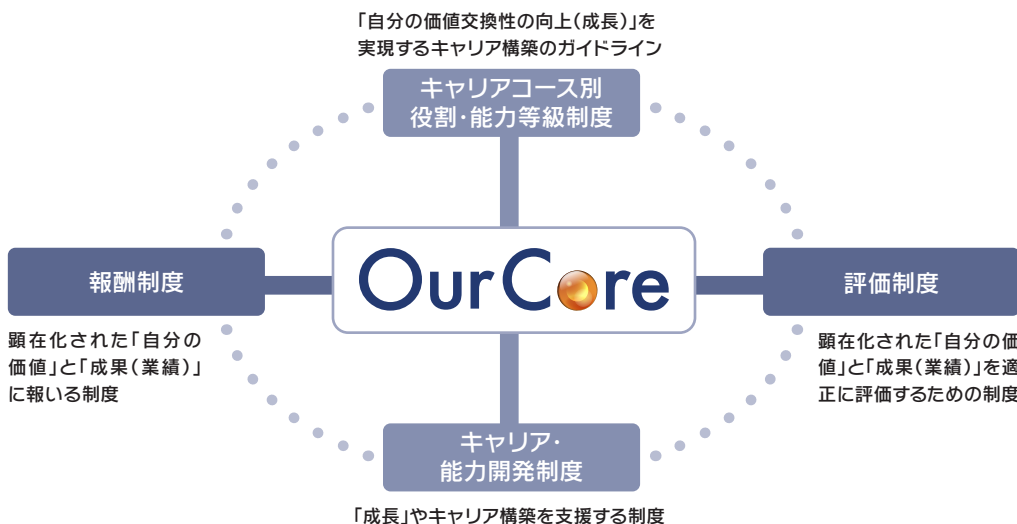 「自分の価値交換性の向上(成長)」を
実現するキャリア構築のガイドライン
キャリアコース別
役割・能力等級制度
報酬制度
顕在化された「自分の
価値」と「成果(業績)」
に報いる制度
OurCore
評価制度
顕在化された「自分の価
値」と「成果(業績)」を適
正に評価するための制度
キャリア・
能力開発制度
「成長」やキャリア構築を支援する制度